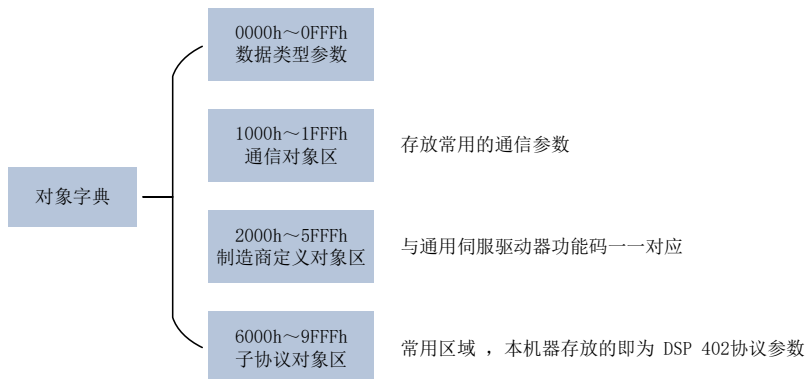 对象字典
0000h～0FFFh
数据类型参数
1000h～1FFFh
通信对象区
存放常用的通信参数
2000h～5FFFh
制造商定义对象区
与通用伺服驱动器功能码一一对应
6000h～9FFFh
子协议对象区
常用区域 ，本机器存放的即为 DSP 402协议参数